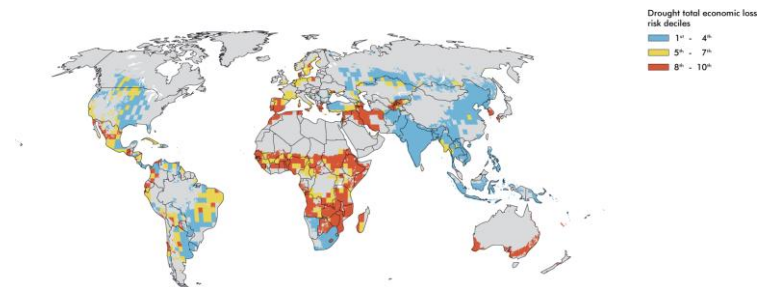 Drought total economic loss
risk deciles
1st - 4th
5th - 7th
8th - 10th